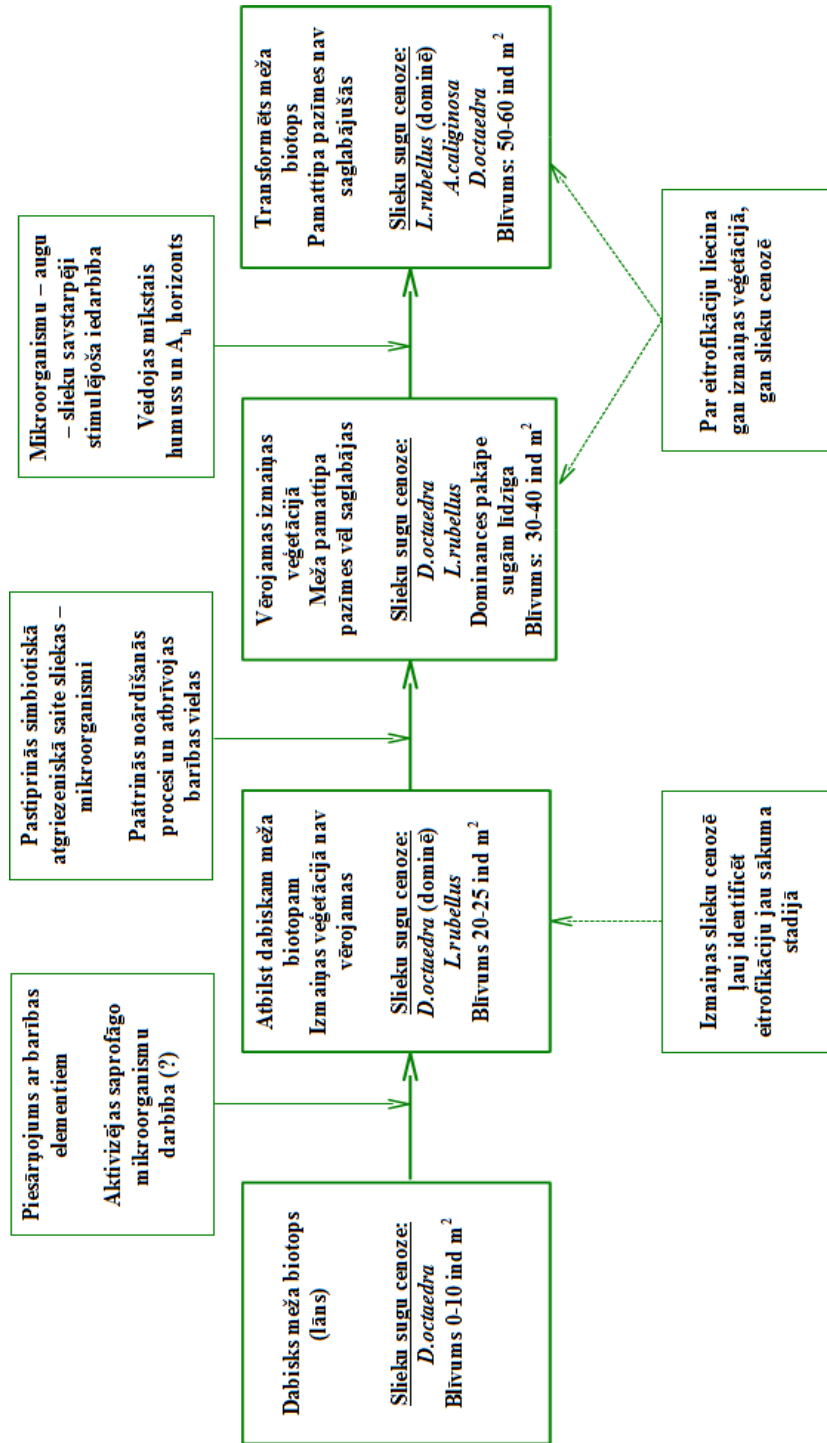 Piesārņojums ar barības
elementiem
Aktivizējas saprofāgo
mikroorganismu
darbība (?)
Pastiprinās simbiotiskā
atgriezeniskā saite sliekas –
mikroorganismi
Paātrinās noārdīšanās
procesi un atbrīvojas
barības vielas
Mikroorganismu – augu
– slieku savstarpēji
stimulējoša iedarbība
Veidojas mīkstais
humuss un Aₕ horizonts
Dabisks meža biotops
(lāns)
Slieku sugu cenoze:
D.octaedra
Blīvums 0-10 ind m²
Atbilst dabiskam meža
biotopam
Izmaiņas veģetācijā nav
vērojamas
Slieku sugu cenoze:
D.octaedra (dominē)
L.rubellus
Blīvums 20-25 ind m²
Vērojamas izmaiņas
veģetācijā
Meža pamattipa
pazīmes vēl saglabājas
Slieku sugu cenoze:
D.octaedra
L.rubellus
Dominances pakāpe
sugām līdzīga
Blīvums: 30-40 ind m²
Transformēts meža
biotops
Pamattipa pazīmes nav
saglabājušās
Slieku sugu cenoze:
L.rubellus (dominē)
A.caliginosa
D.octaedra
Blīvums: 50-60 ind m²
Izmaiņas slieku cenozē
ļauj identificēt
eitrofikāciju jau sākuma
stadijā
Par eitrofikāciju liecina
gan izmaiņas veģetācijā,
gan slieku cenozē